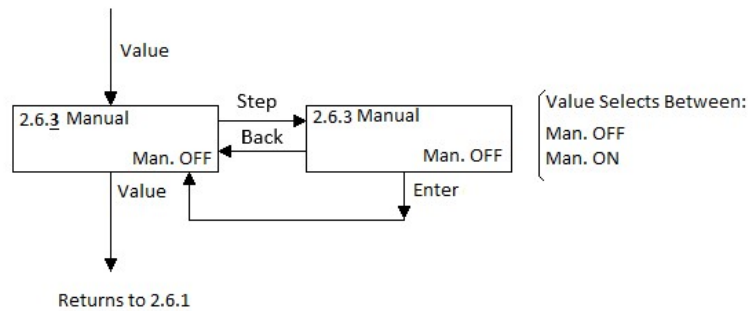 Value
2.6.3 Manual
Man. OFF
Step
Back
2.6.3 Manual
Man. OFF
Value Selects Between:
Man. OFF
Man. ON
Value
Enter
Returns to 2.6.1